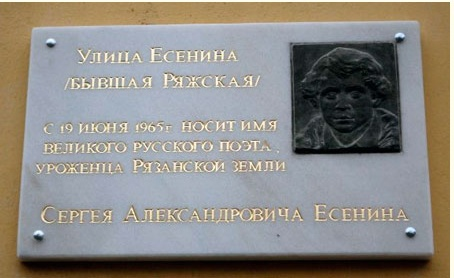 Улица Есенина
/бывшая Ряжская/
с 19 июня 1965г. носит имя
великого русского поэта,
уроженца Рязанской земли
Сергея Александровича Есенина